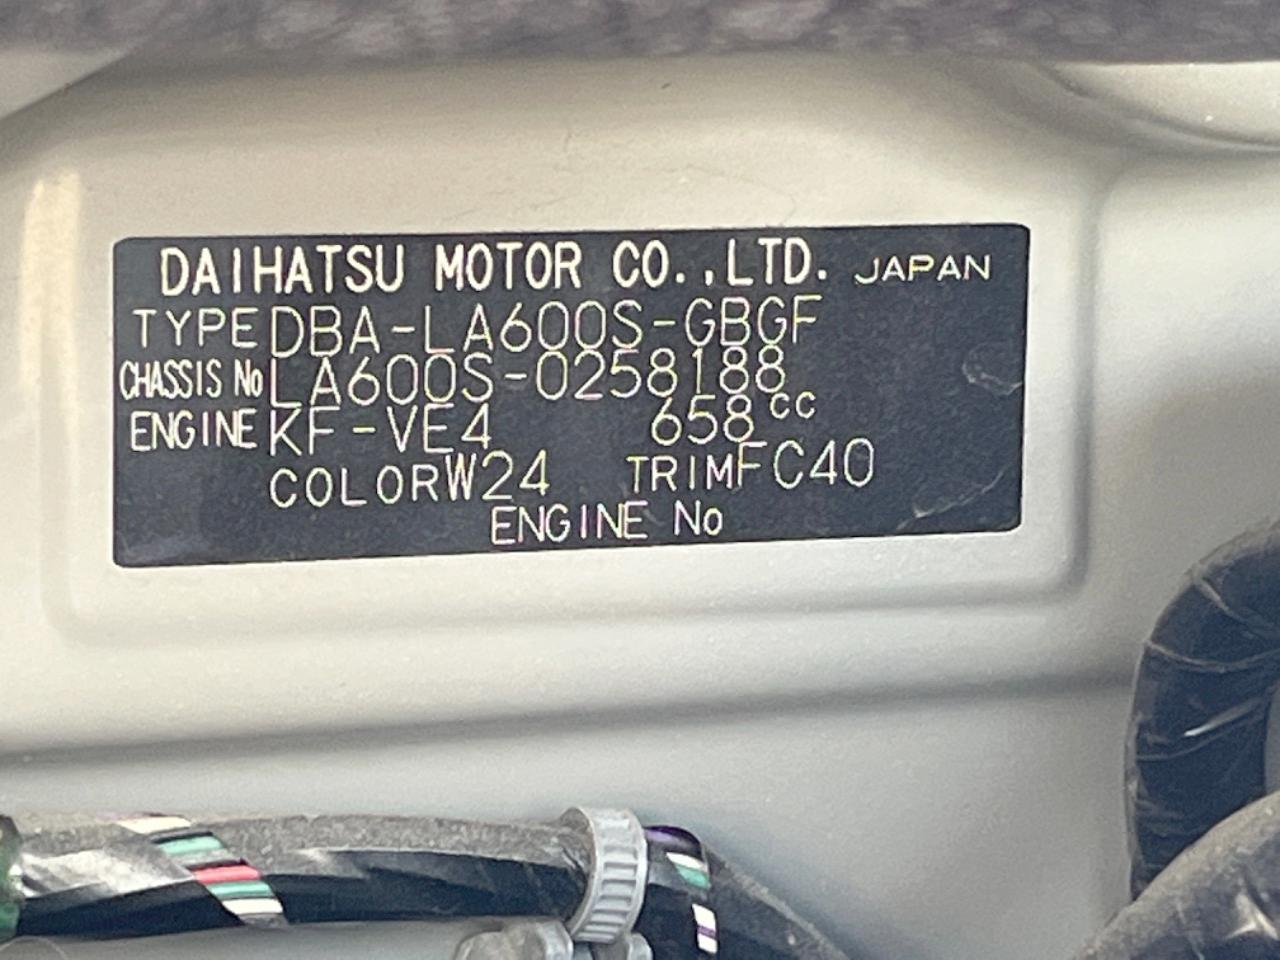 DAIHATSU MOTOR CO.,LTD. JAPAN
TYPE DBA-LA600S-GBGF
CHASSIS No LA600S-0258188
ENGINE KF-VE4 658cc
COLOR W24 TRIM FC40
ENGINE No